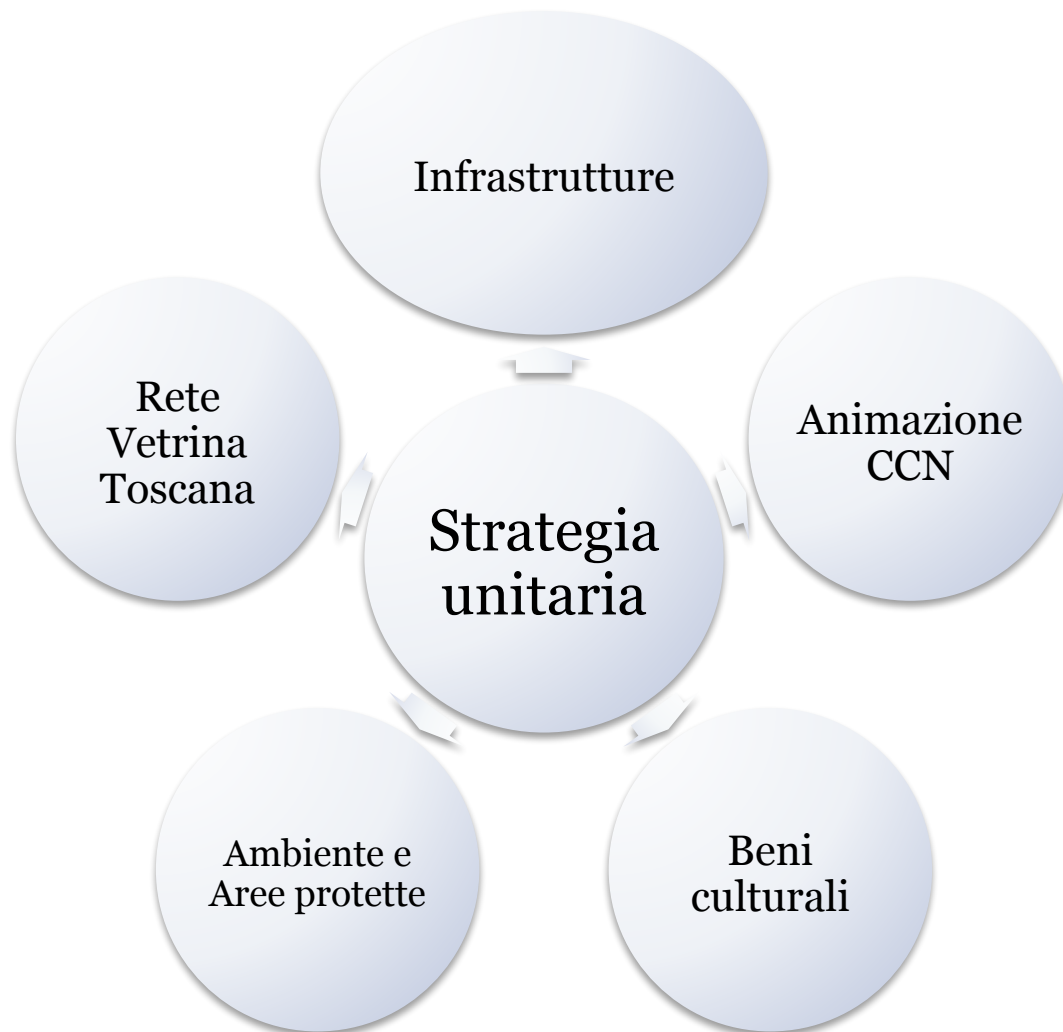 Infrastrutture
Rete
Vetrina
Toscana
Animazione
CCN
Strategia
unitaria
Ambiente e
Aree protette
Beni
culturali